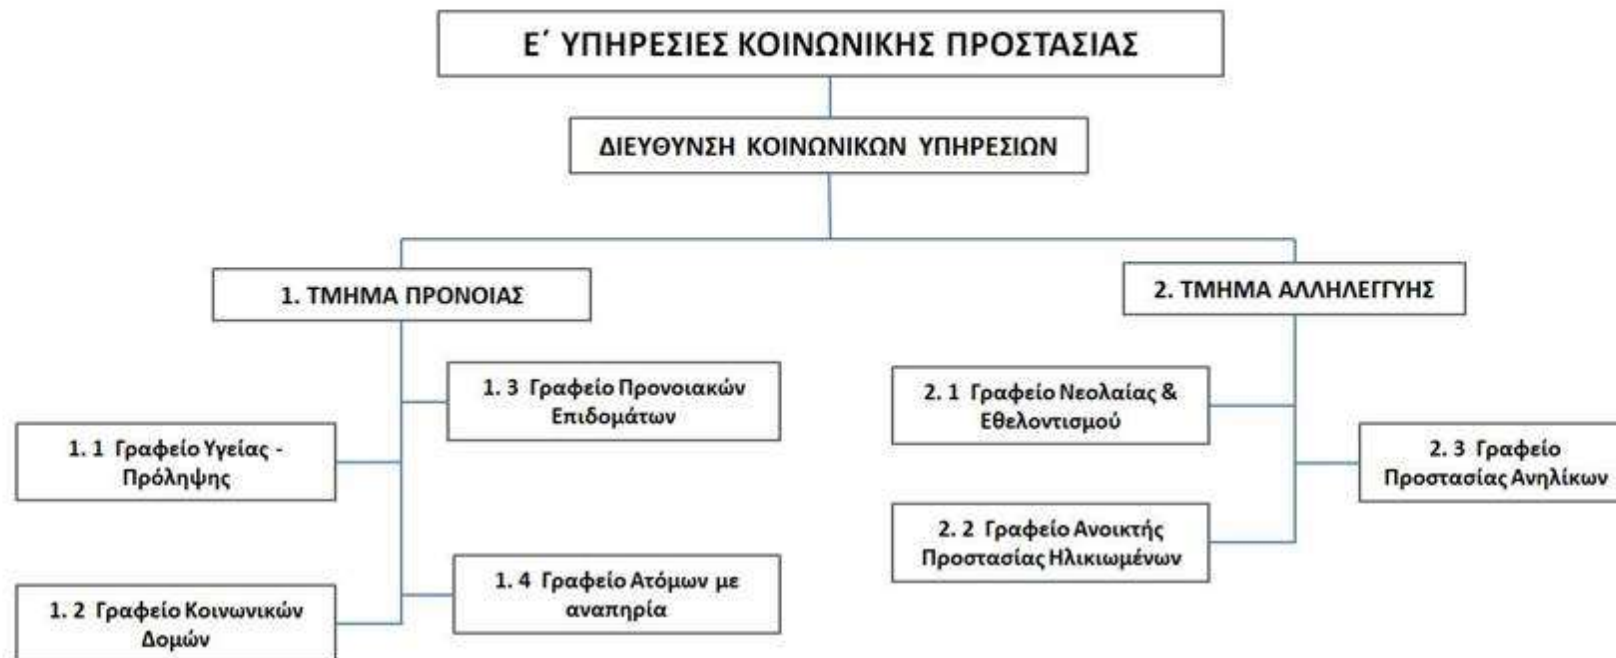 Ε΄ ΥΠΗΡΕΣΙΕΣ ΚΟΙΝΩΝΙΚΗΣ ΠΡΟΣΤΑΣΙΑΣ
ΔΙΕΥΘΥΝΣΗ ΚΟΙΝΩΝΙΚΩΝ ΥΠΗΡΕΣΙΩΝ
1. ΤΜΗΜΑ ΠΡΟΝΟΙΑΣ
1. 1 Γραφείο Υγείας -
Πρόληψης
1. 2 Γραφείο Κοινωνικών
Δομών
1. 3 Γραφείο Προνοιακών
Επιδομάτων
1. 4 Γραφείο Ατόμων με
αναπηρία
2. ΤΜΗΜΑ ΑΛΛΗΛΕΓΓΥΗΣ
2. 1 Γραφείο Νεολαίας &
Εθελοντισμού
2. 2 Γραφείο Ανοικτής
Προστασίας Ηλικιωμένων
2. 3 Γραφείο
Προστασίας Ανηλίκων